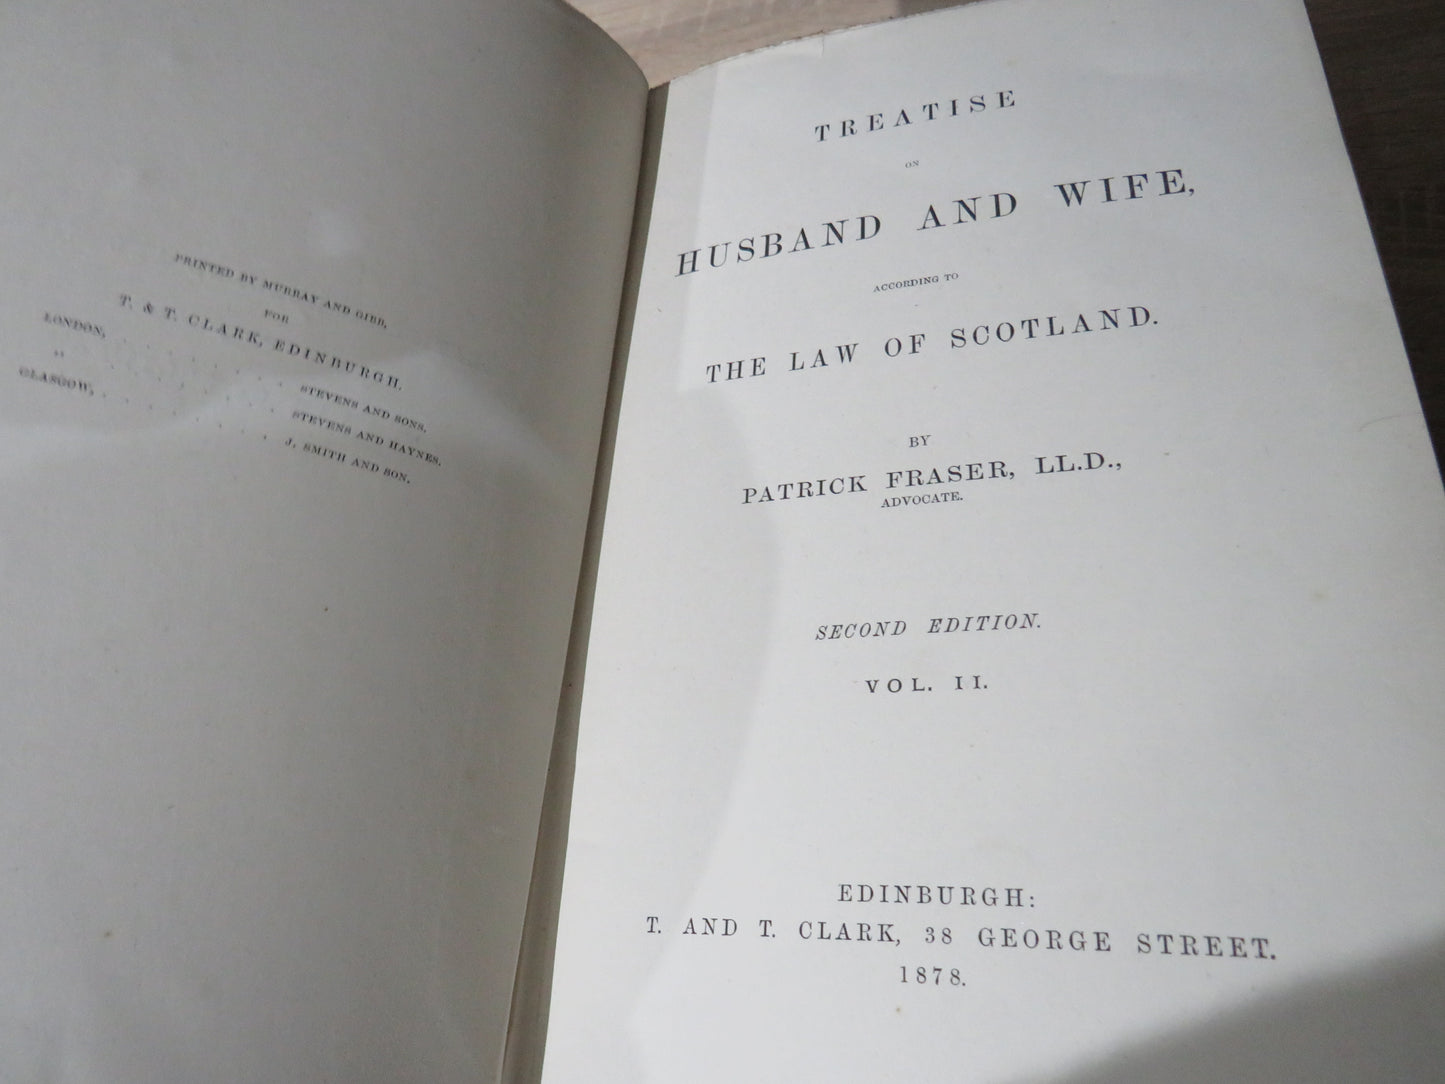 PRINTED BY MURRAY AND GIBB,
FOR
T. & T. CLARK, EDINBURGH.
LONDON, . . . . . . . . . STEVENS AND SONS.
" . . . . . . . . . STEVENS AND HAYNES.
GLASGOW, . . . . . . . . . J. SMITH AND SON.
TREATISE
ON
HUSBAND AND WIFE,
ACCORDING TO
THE LAW OF SCOTLAND.
BY
PATRICK FRASER, LL.D.,
ADVOCATE.
SECOND EDITION.
VOL. II.
EDINBURGH:
T. AND T. CLARK, 38 GEORGE STREET.
1878.